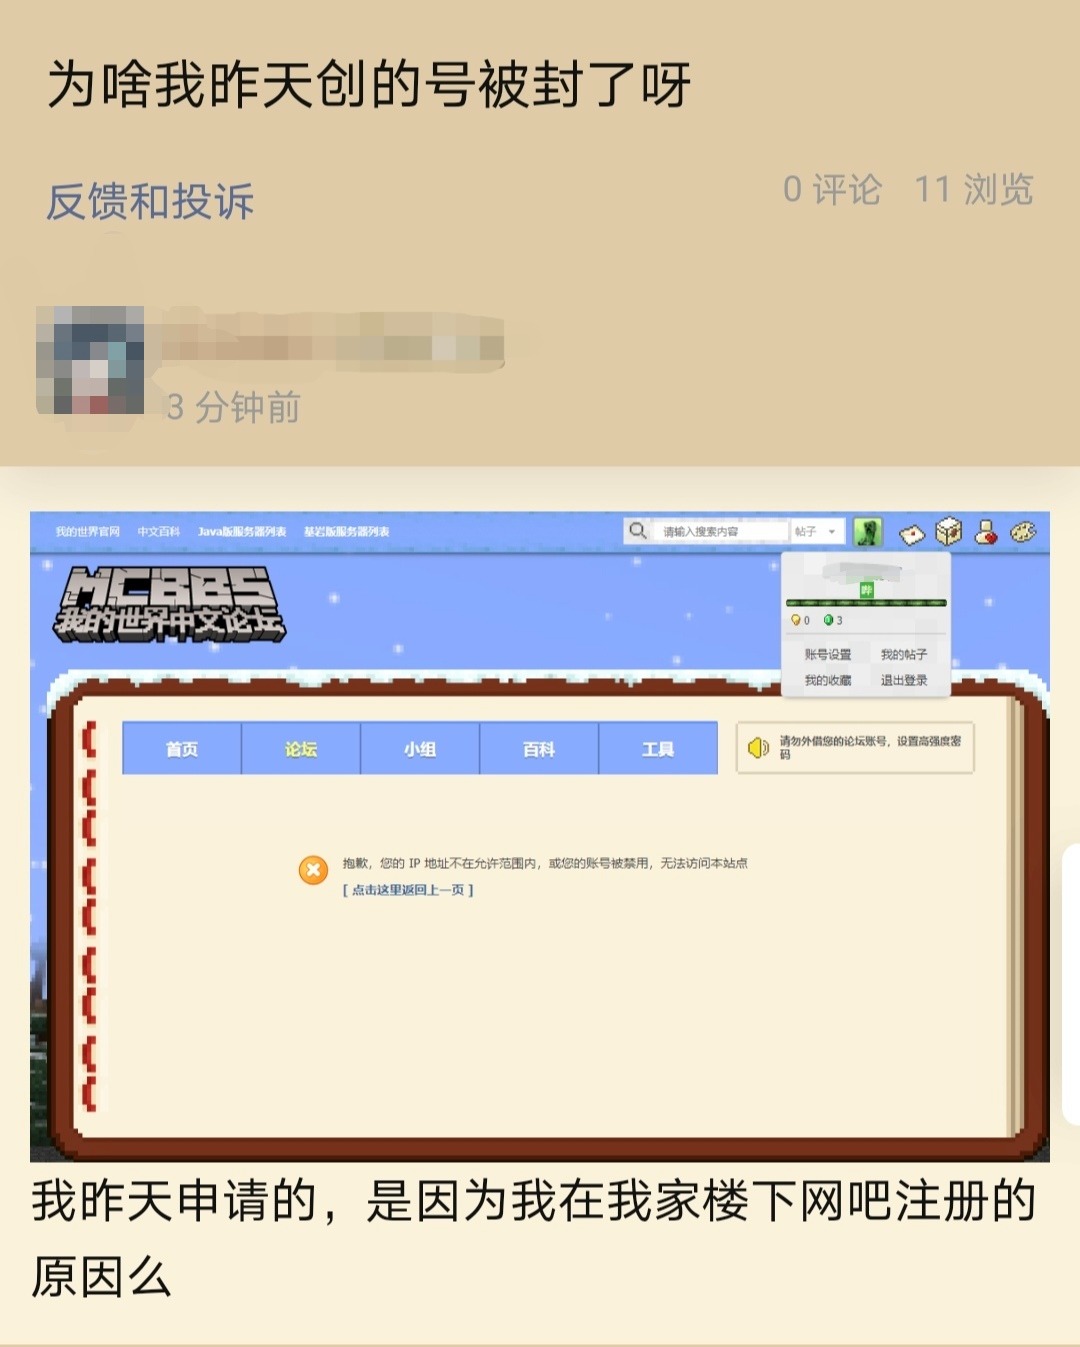 为啥我昨天创的号被封了呀
反馈和投诉
0 评论 11 浏览
3 分钟前
我的世界官网 中文百科 Java版服务器列表 基岩版服务器列表
请输入搜索内容 帖子
MCBBS
我的世界中文论坛
0 3
账号设置 我的帖子
我的收藏 退出登录
首页 论坛 小组 百科 工具
请勿外借您的论坛账号，设置高强度密
码
抱歉，您的 IP 地址不在允许范围内，或您的账号被禁用，无法访问本站点
[ 点击这里返回上一页 ]
我昨天申请的，是因为我在我家楼下网吧注册的
原因么